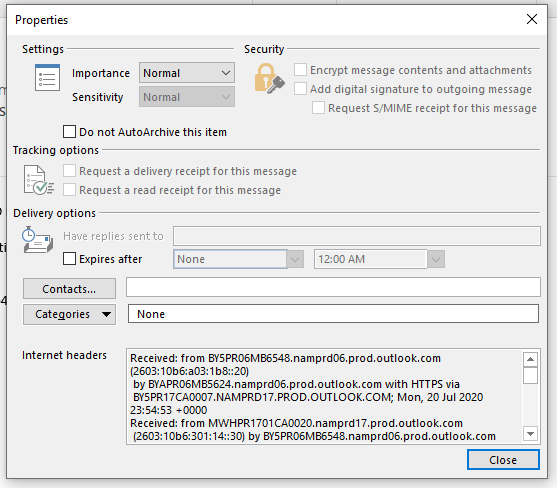 Properties
Settings
Security
Importance Normal
Sensitivity Normal
Encrypt message contents and attachments
Add digital signature to outgoing message
Request S/MIME receipt for this message
Do not AutoArchive this item
Tracking options
Request a delivery receipt for this message
Request a read receipt for this message
Delivery options
Have replies sent to
Expires after None 12:00 AM
Contacts...
Categories None
Internet headers
Received: from BY5PR06MB6548.namprd06.prod.outlook.com
(2603:10b6:a03:1b8::20)
by BYAPR06MB5624.namprd06.prod.outlook.com with HTTPS via
BY5PR17CA0007.NAMPRD17.PROD.OUTLOOK.COM; Mon, 20 Jul 2020
23:54:53 +0000
Received: from MWHPR1701CA0020.namprd17.prod.outlook.com
(2603:10b6:301:14::30) by BY5PR06MB6548.namprd06.prod.outlook.com
Close